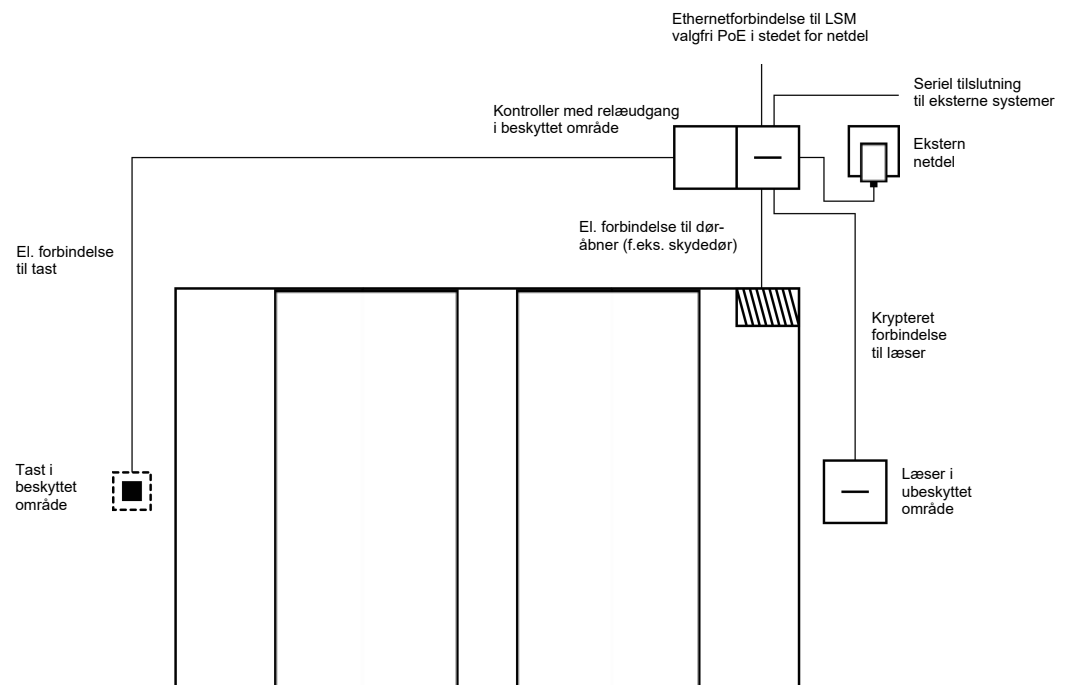 Ethernetforbindelse til LSM
valgfri PoE i stedet for netdel
Seriel tilslutning
til eksterne systemer
Kontroller med relæudgang
i beskyttet område
Ekstern
netdel
El. forbindelse til dør-
åbner (f.eks. skydedør)
El. forbindelse
til tast
Krypteret
forbindelse
til læser
Tast i
beskyttet
område
Læser i
ubeskyttet
område